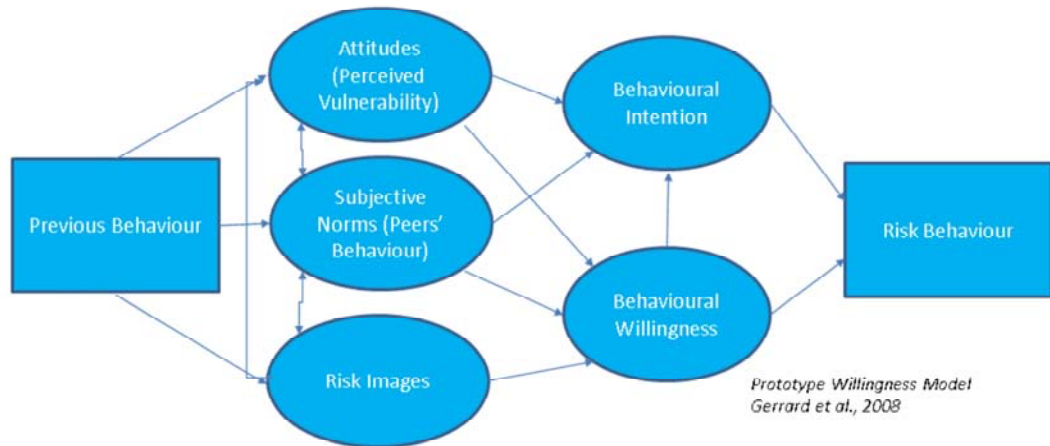 Attitudes
(Perceived
Vulnerability)
Behavioural
Intention
Previous Behaviour
Subjective
Norms (Peers'
Behaviour)
Risk Behaviour
Behavioural
Willingness
Risk Images
Prototype Willingness Model
Gerrard et al., 2008